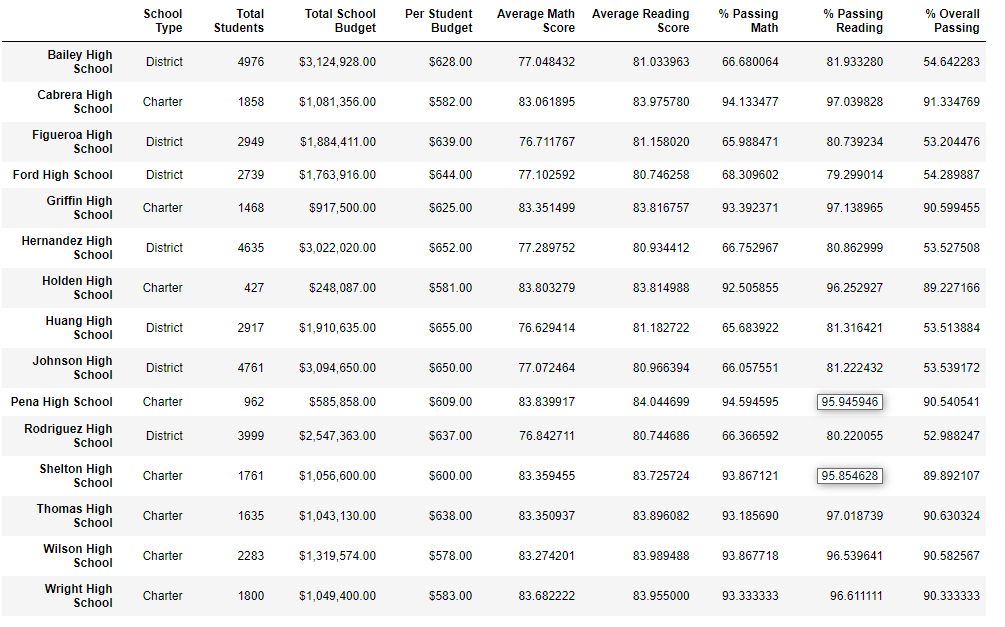 School Type Total Students Total School Budget Per Student Budget Average Math Score Average Reading Score % Passing Math % Passing Reading % Overall Passing
Bailey High School District 4976 $3,124,928.00 $628.00 77.048432 81.033963 66.680064 81.933280 54.642283
Cabrera High School Charter 1858 $1,081,356.00 $582.00 83.061895 83.975780 94.133477 97.039828 91.334769
Figueroa High School District 2949 $1,884,411.00 $639.00 76.711767 81.158020 65.988471 80.739234 53.204476
Ford High School District 2739 $1,763,916.00 $644.00 77.102592 80.746258 68.309602 79.299014 54.289887
Griffin High School Charter 1468 $917,500.00 $625.00 83.351499 83.816757 93.392371 97.138965 90.599455
Hernandez High School District 4635 $3,022,020.00 $652.00 77.289752 80.934412 66.752967 80.862999 53.527508
Holden High School Charter 427 $248,087.00 $581.00 83.803279 83.814988 92.505855 96.252927 89.227166
Huang High School District 2917 $1,910,635.00 $655.00 76.629414 81.182722 65.683922 81.316421 53.513884
Johnson High School District 4761 $3,094,650.00 $650.00 77.072464 80.966394 66.057551 81.222432 53.539172
Pena High School Charter 962 $585,858.00 $609.00 83.839917 84.044699 94.594595 95.945946 90.540541
Rodriguez High School District 3999 $2,547,363.00 $637.00 76.842711 80.744686 66.366592 80.220055 52.988247
Shelton High School Charter 1761 $1,056,600.00 $600.00 83.359455 83.725724 93.867121 95.854628 89.892107
Thomas High School Charter 1635 $1,043,130.00 $638.00 83.350937 83.896082 93.185690 97.018739 90.630324
Wilson High School Charter 2283 $1,319,574.00 $578.00 83.274201 83.989488 93.867718 96.539641 90.582567
Wright High School Charter 1800 $1,049,400.00 $583.00 83.682222 83.955000 93.333333 96.611111 90.333333